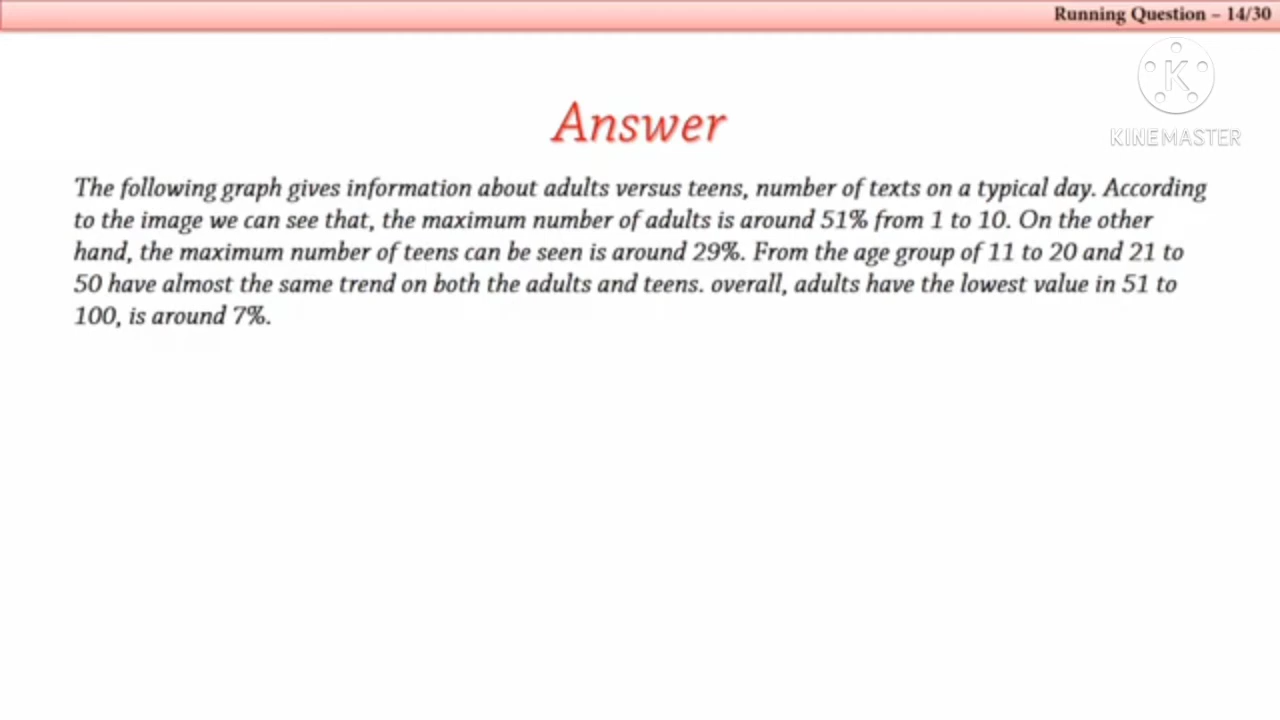 Running Question – 14/30
K
KINEMASTER
Answer
The following graph gives information about adults versus teens, number of texts on a typical day. According
to the image we can see that, the maximum number of adults is around 51% from 1 to 10. On the other
hand, the maximum number of teens can be seen is around 29%. From the age group of 11 to 20 and 21 to
50 have almost the same trend on both the adults and teens. overall, adults have the lowest value in 51 to
100, is around 7%.